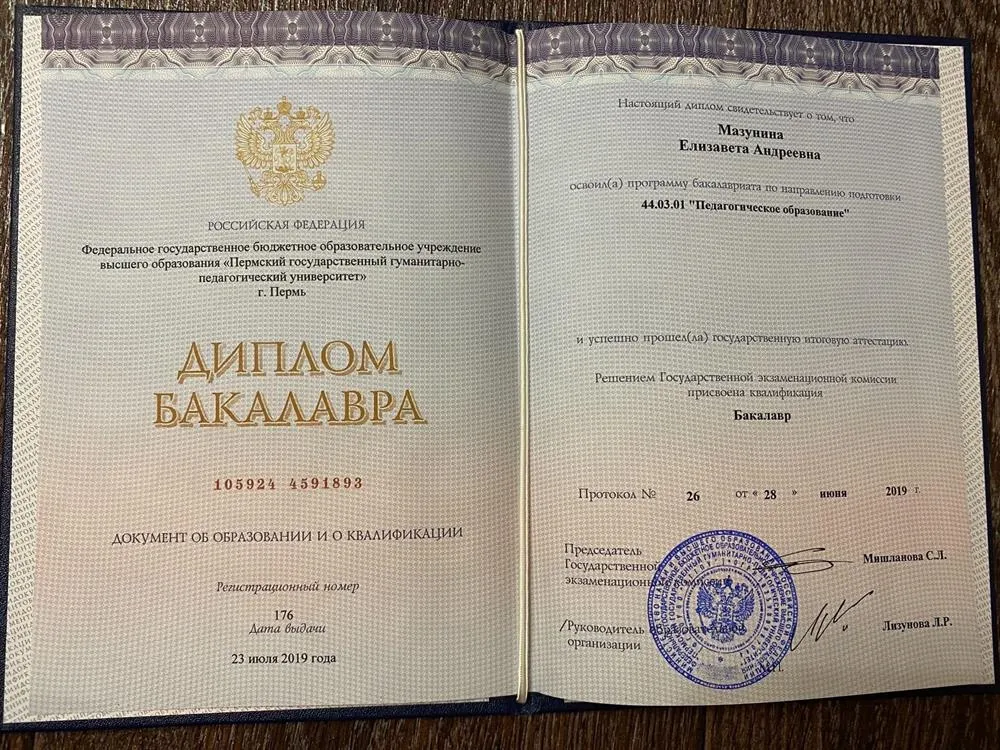 РОССИЙСКАЯ ФЕДЕРАЦИЯ
Федеральное государственное бюджетное образовательное учреждение
высшего образования «Пермский государственный гуманитарно-
педагогический университет»
г. Пермь
ДИПЛОМ
БАКАЛАВРА
105924 4591893
ДОКУМЕНТ ОБ ОБРАЗОВАНИИ И О КВАЛИФИКАЦИИ
Регистрационный номер
176
Дата выдачи
23 июля 2019 года
Настоящий диплом свидетельствует о том, что
Мазунина
Елизавета Андреевна
освоил(а) программу бакалавриата по направлению подготовки
44.03.01 "Педагогическое образование"
и успешно прошел(ла) государственную итоговую аттестацию.
Решением Государственной экзаменационной комиссии
присвоена квалификация
Бакалавр
Протокол № 26 от « 28 » июня 2019 г.
Председатель
Государственной
экзаменационной комиссии
Мишланова С.Л.
/Руководитель образовательной
организации
Лизунова Л.Р.
М.П.